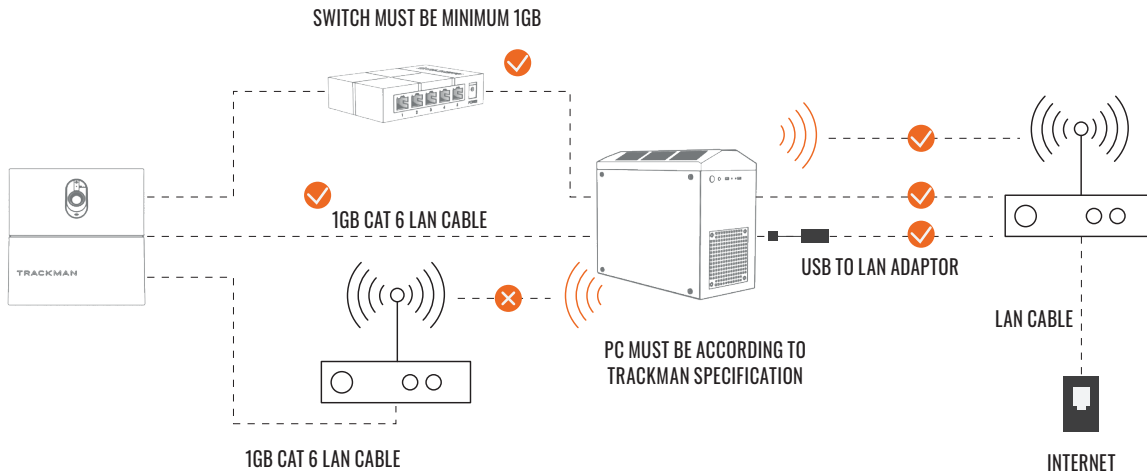 SWITCH MUST BE MINIMUM 1GB
1GB CAT 6 LAN CABLE
TRACKMAN
USB TO LAN ADAPTOR
LAN CABLE
PC MUST BE ACCORDING TO
TRACKMAN SPECIFICATION
1GB CAT 6 LAN CABLE
INTERNET